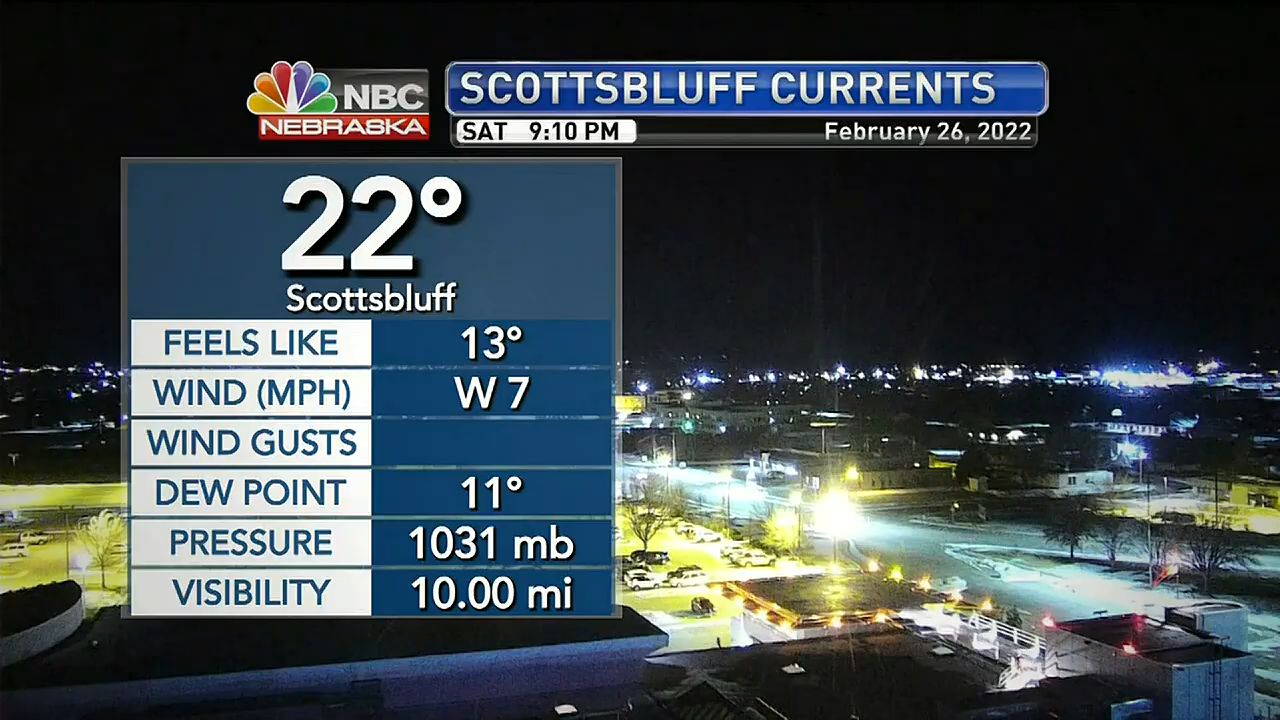 NBC
NEBRASKA
SCOTTSBLUFF CURRENTS
SAT 9:10 PM
February 26, 2022
22°
Scottsbluff
FEELS LIKE 13°
WIND (MPH) W 7
WIND GUSTS
DEW POINT 11°
PRESSURE 1031 mb
VISIBILITY 10.00 mi